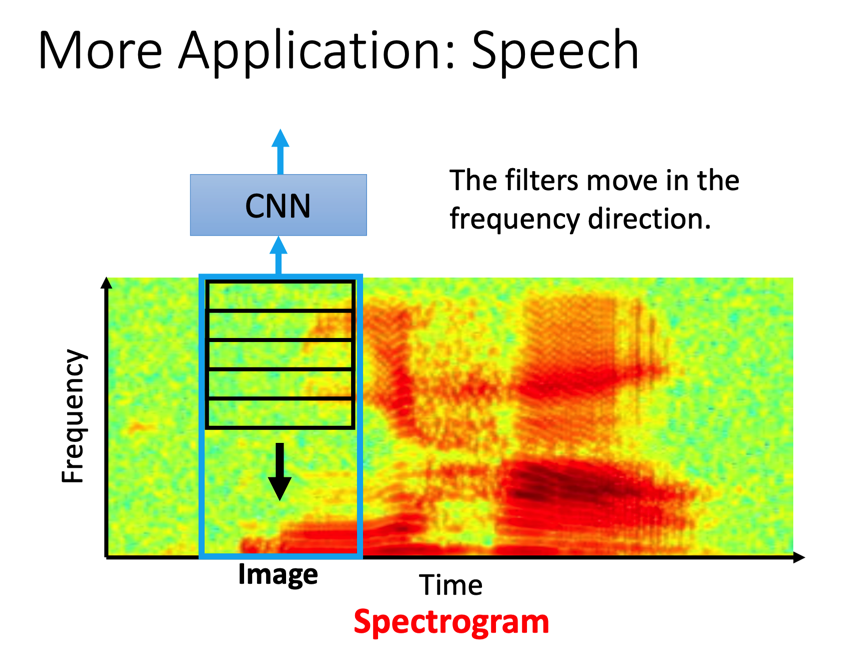 More Application: Speech
CNN
The filters move in the
frequency direction.
Frequency
Image
Time
Spectrogram